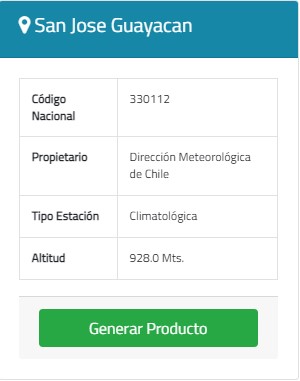 San Jose Guayacan
Código
Nacional
330112
Propietario
Dirección Meteorológica
de Chile
Tipo Estación
Climatológica
Altitud
928.0 Mts.
Generar Producto